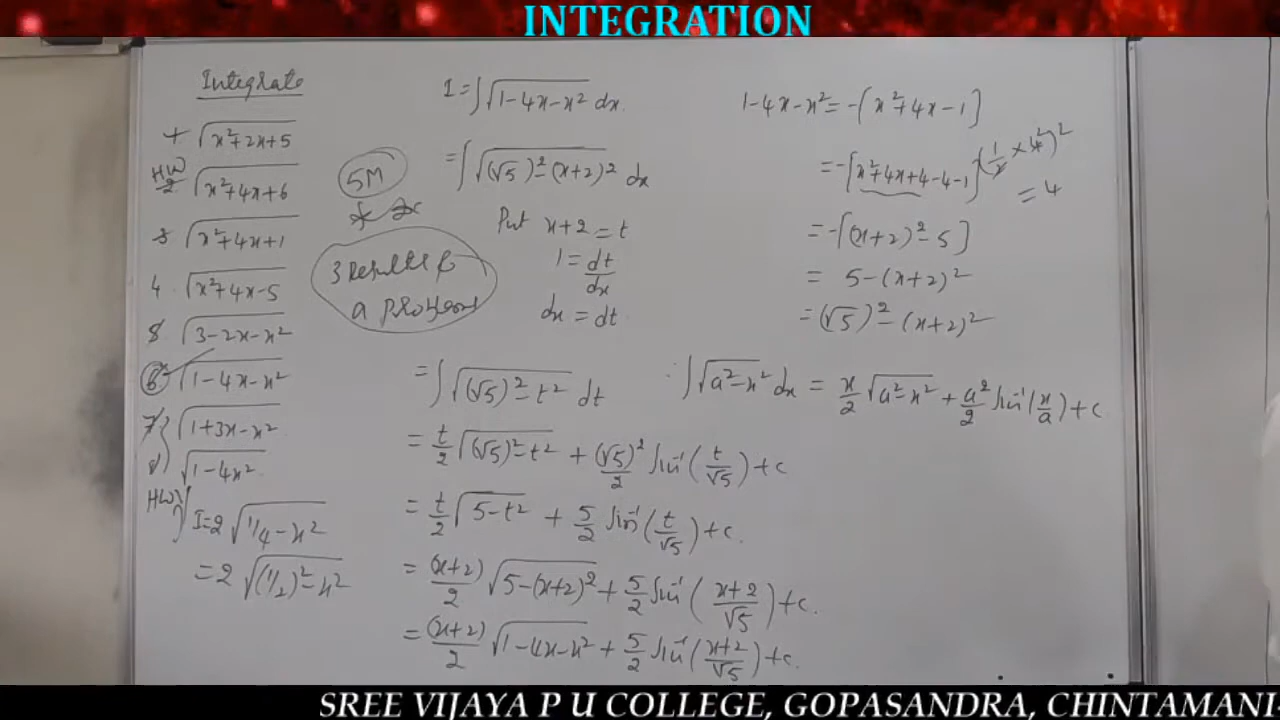 INTEGRATION
Integrate
1 √x²+2x+5
HW 2 √x²+4x+6
3 √x²+4x+1
4 √x²+4x-5
5 √3-2x-x²
6 √1-4x-x²
7 √1+3x-x²
√1-4x²
HW
I=2 √1/4-x²
=2 √(1/2)²-x²
5M
3 Results &
a problem
I = ∫√1-4x-x² dx.
= ∫√(√5)²-(x+2)² dx
Put x+2 = t
1 = dt/dx
dx = dt
= ∫√(√5)²-t² dt
= t/2 √(√5)²-t² + (√5)²/2 sin⁻¹(t/√5)+c
= t/2 √5-t² + 5/2 sin⁻¹(t/√5)+c.
= (x+2)/2 √5-(x+2)² + 5/2 sin⁻¹(x+2/√5)+c.
= (x+2)/2 √1-4x-x² + 5/2 sin⁻¹(x+2/√5)+c.
1-4x-x² = -[x²+4x-1]
= -[x²+4x+4-4-1] (1/2 × 4)²
= 4
= -[(x+2)²-5]
= 5-(x+2)²
= (√5)²-(x+2)²
∵ ∫√a²-x² dx = x/2 √a²-x² + a²/2 sin⁻¹(x/a)+c
SREE VIJAYA P U COLLEGE, GOPASANDRA, CHINTAMANI